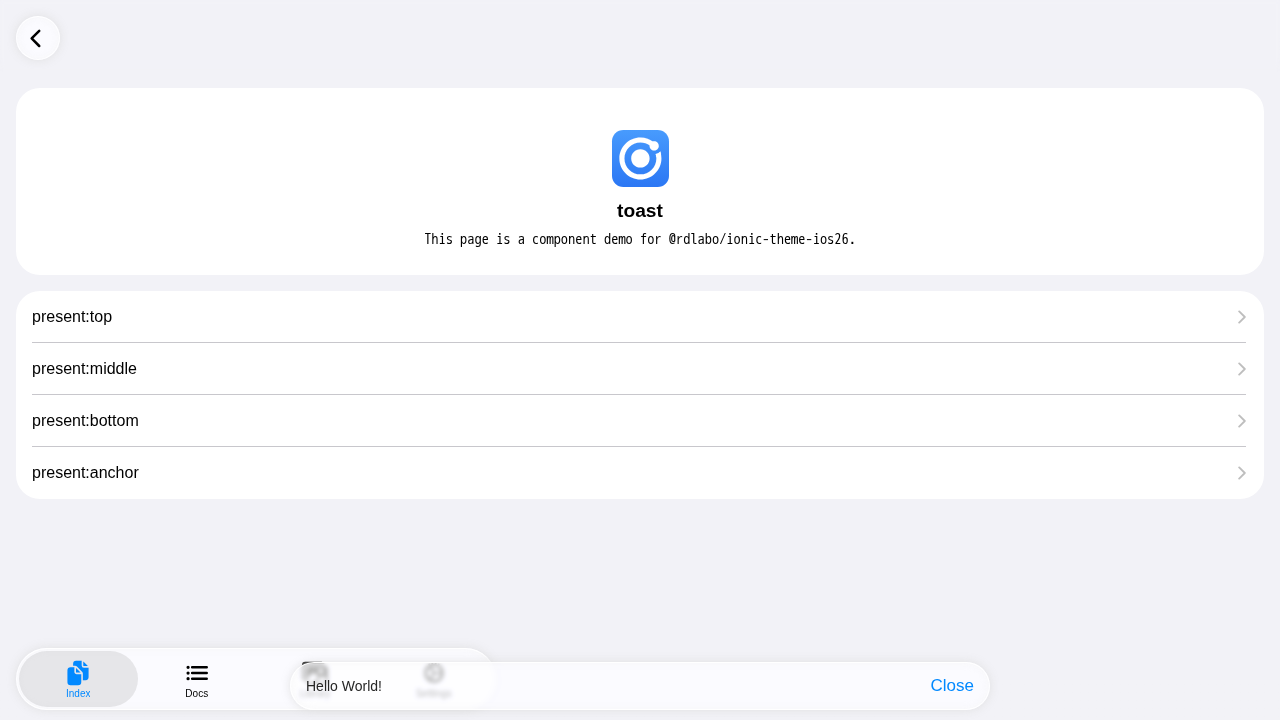 toast
This page is a component demo for @rdlabo/ionic-theme-ios26.
present:top
present:middle
present:bottom
present:anchor
Index
Docs
Settings
Hello World!
Close